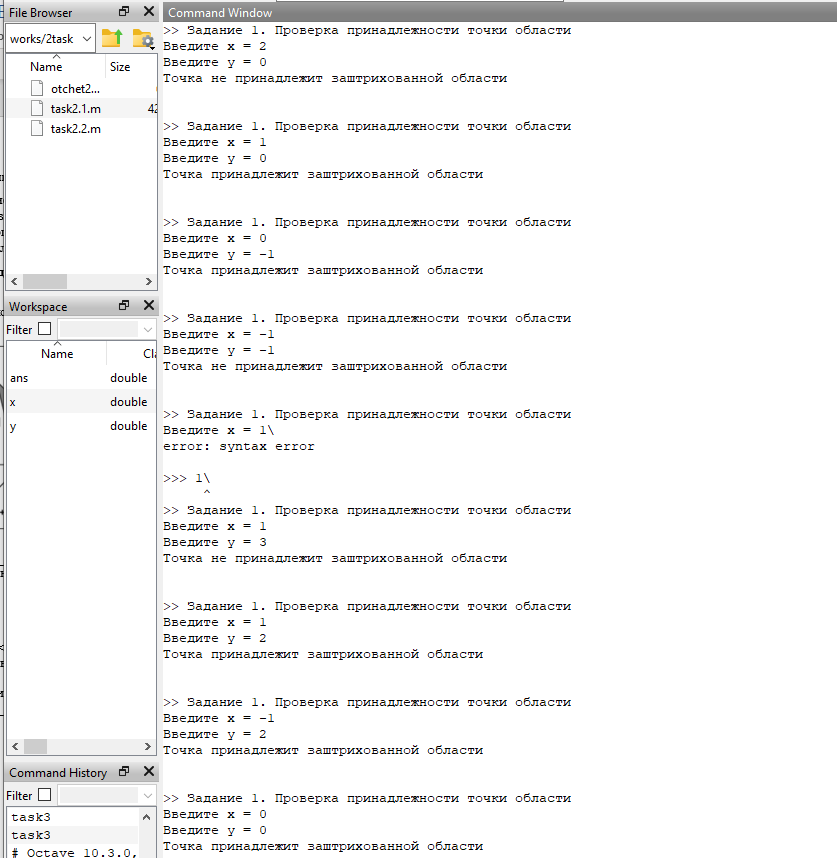 File Browser
works/2task
Name Size
otchet2...
task2.1.m 42
task2.2.m
Workspace
Filter
Name Cla
ans double
x double
y double
Command History
Filter
task3
task3
# Octave 10.3.0,
Command Window
>> Задание 1. Проверка принадлежности точки области
Введите x = 2
Введите y = 0
Точка не принадлежит заштрихованной области
>> Задание 1. Проверка принадлежности точки области
Введите x = 1
Введите y = 0
Точка принадлежит заштрихованной области
>> Задание 1. Проверка принадлежности точки области
Введите x = 0
Введите y = -1
Точка принадлежит заштрихованной области
>> Задание 1. Проверка принадлежности точки области
Введите x = -1
Введите y = -1
Точка не принадлежит заштрихованной области
>> Задание 1. Проверка принадлежности точки области
Введите x = 1\
error: syntax error
>>> 1\
^
>> Задание 1. Проверка принадлежности точки области
Введите x = 1
Введите y = 3
Точка не принадлежит заштрихованной области
>> Задание 1. Проверка принадлежности точки области
Введите x = 1
Введите y = 2
Точка принадлежит заштрихованной области
>> Задание 1. Проверка принадлежности точки области
Введите x = -1
Введите y = 2
Точка принадлежит заштрихованной области
>> Задание 1. Проверка принадлежности точки области
Введите x = 0
Введите y = 0
Точка принадлежит заштрихованной области